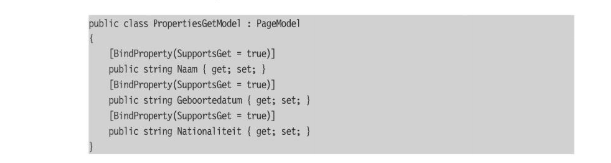 public class PropertiesGetModel : PageModel
{
[BindProperty(SupportsGet = true)]
public string Naam { get; set; }
[BindProperty(SupportsGet = true)]
public string Geboortedatum { get; set; }
[BindProperty(SupportsGet = true)]
public string Nationaliteit { get; set; }
}